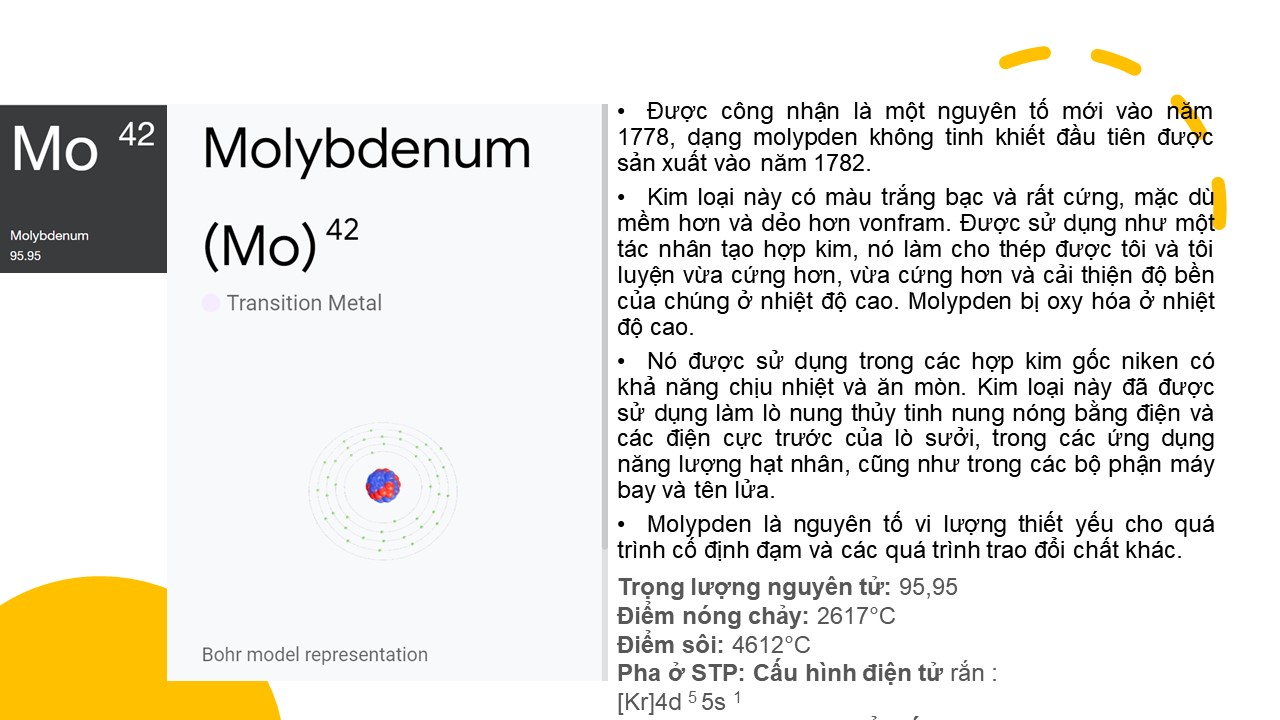 Mo 42
Molybdenum
95.95
Molybdenum
(Mo) 42
Transition Metal
Bohr model representation
• Được công nhận là một nguyên tố mới vào năm
1778, dạng molypden không tinh khiết đầu tiên được
sản xuất vào năm 1782.
• Kim loại này có màu trắng bạc và rất cứng, mặc dù
mềm hơn và dẻo hơn vonfram. Được sử dụng như một
tác nhân tạo hợp kim, nó làm cho thép được tôi và tôi
luyện vừa cứng hơn, vừa cứng hơn và cải thiện độ bền
của chúng ở nhiệt độ cao. Molypden bị oxy hóa ở nhiệt
độ cao.
• Nó được sử dụng trong các hợp kim gốc niken có
khả năng chịu nhiệt và ăn mòn. Kim loại này đã được
sử dụng làm lò nung thủy tinh nung nóng bằng điện và
các điện cực trước của lò sưởi, trong các ứng dụng
năng lượng hạt nhân, cũng như trong các bộ phận máy
bay và tên lửa.
• Molypden là nguyên tố vi lượng thiết yếu cho quá
trình cố định đạm và các quá trình trao đổi chất khác.
Trọng lượng nguyên tử: 95,95
Điểm nóng chảy: 2617°C
Điểm sôi: 4612°C
Pha ở STP: Cấu hình điện tử rắn :
[Kr]4d 5 5s 1